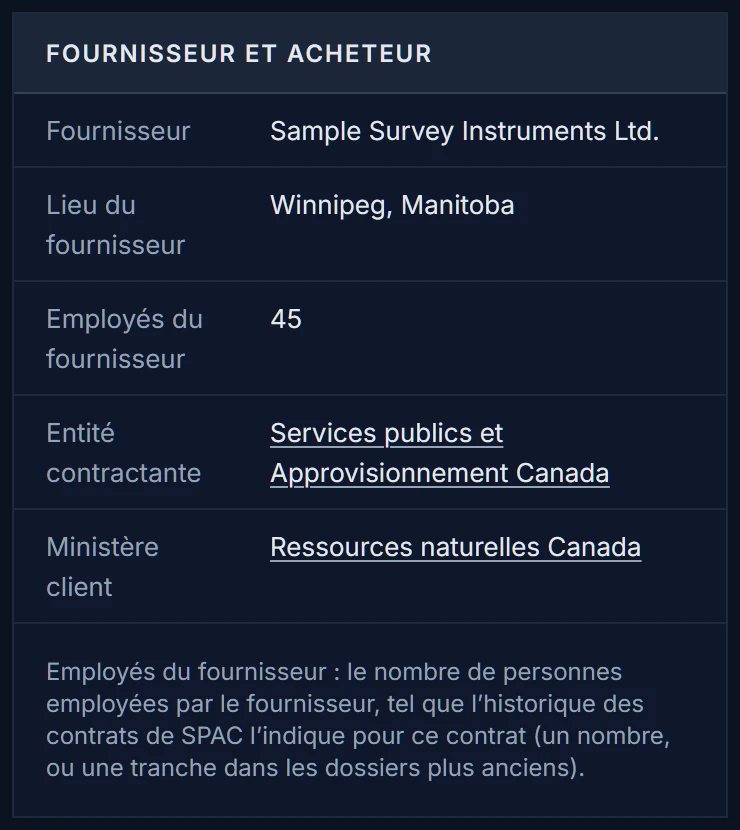 FOURNISSEUR ET ACHETEUR
Fournisseur Sample Survey Instruments Ltd.
Lieu du Winnipeg, Manitoba
fournisseur
Employés du 45
fournisseur
Entité Services publics et
contractante Approvisionnement Canada
Ministère Ressources naturelles Canada
client
Employés du fournisseur : le nombre de personnes
employées par le fournisseur, tel que l’historique des
contrats de SPAC l’indique pour ce contrat (un nombre,
ou une tranche dans les dossiers plus anciens).